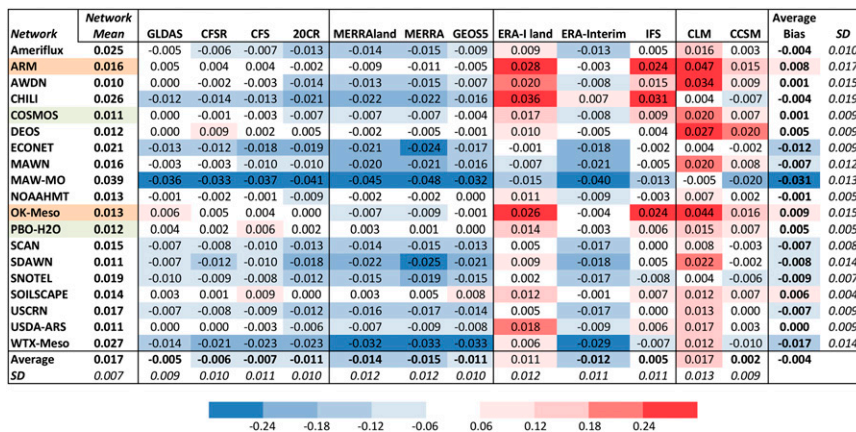 Network Average
Network Mean GLDAS CFSR CFS 20CR MERRAland MERRA GEOS5 ERA-I land ERA-Interim IFS CLM CCSM Bias SD
Ameriflux 0.025 -0.005 -0.006 -0.007 -0.013 -0.014 -0.015 -0.009 0.009 -0.013 0.005 0.016 0.003 -0.004 0.010
ARM 0.016 0.005 0.004 0.004 -0.002 -0.009 -0.011 -0.005 0.028 -0.003 0.024 0.047 0.015 0.008 0.017
AWDN 0.010 0.000 -0.002 -0.003 -0.014 -0.013 -0.015 -0.007 0.020 -0.008 0.015 0.034 0.009 0.001 0.015
CHILI 0.026 -0.012 -0.014 -0.013 -0.021 -0.022 -0.022 -0.016 0.036 0.007 0.031 0.004 -0.007 -0.004 0.019
COSMOS 0.011 0.000 -0.001 -0.003 -0.007 -0.007 -0.007 -0.004 0.017 -0.008 0.009 0.020 0.007 0.001 0.009
DEOS 0.012 0.000 0.009 0.002 0.005 -0.002 -0.005 -0.001 0.010 -0.005 0.004 0.027 0.020 0.005 0.009
ECONET 0.021 -0.013 -0.012 -0.018 -0.019 -0.021 -0.024 -0.017 -0.001 -0.018 -0.002 0.004 -0.002 -0.012 0.009
MAWN 0.016 -0.003 -0.003 -0.010 -0.010 -0.020 -0.021 -0.016 -0.007 -0.021 -0.005 0.020 0.008 -0.007 0.012
MAW-MO 0.039 -0.036 -0.033 -0.037 -0.041 -0.045 -0.048 -0.032 -0.015 -0.040 -0.013 -0.005 -0.020 -0.031 0.013
NOAAHMT 0.013 -0.001 -0.002 -0.001 -0.009 -0.002 -0.002 0.000 0.011 -0.009 -0.003 0.007 0.002 -0.001 0.005
OK-Meso 0.013 0.006 0.005 0.004 0.000 -0.007 -0.009 -0.001 0.026 -0.004 0.024 0.044 0.016 0.009 0.015
PBO-H2O 0.012 0.004 0.002 0.006 0.002 0.003 0.001 0.000 0.014 -0.003 0.006 0.015 0.007 0.005 0.005
SCAN 0.015 -0.007 -0.008 -0.010 -0.013 -0.014 -0.015 -0.013 0.005 -0.017 0.000 0.008 -0.003 -0.007 0.008
SDAWN 0.011 -0.007 -0.012 -0.010 -0.018 -0.022 -0.025 -0.021 0.009 -0.018 0.005 0.022 -0.002 -0.008 0.014
SNOTEL 0.019 -0.010 -0.009 -0.008 -0.012 -0.015 -0.019 -0.015 0.002 -0.017 -0.008 0.004 -0.006 -0.009 0.007
SOILSCAPE 0.014 0.003 0.001 0.009 0.000 0.003 0.005 0.008 0.012 -0.001 0.007 0.012 0.007 0.006 0.004
USCRN 0.017 -0.007 -0.008 -0.009 -0.012 -0.016 -0.017 -0.014 0.005 -0.017 0.000 0.013 -0.003 -0.007 0.009
USDA-ARS 0.011 0.000 0.000 -0.003 -0.006 -0.007 -0.009 -0.008 0.018 -0.009 0.006 0.017 0.003 0.000 0.009
WTX-Meso 0.027 -0.014 -0.021 -0.023 -0.023 -0.032 -0.033 -0.033 0.006 -0.029 -0.007 0.012 -0.010 -0.017 0.014
Average 0.017 -0.005 -0.006 -0.007 -0.011 -0.014 -0.015 -0.011 0.011 -0.012 0.005 0.017 0.002 -0.004
SD 0.007 0.009 0.010 0.011 0.010 0.012 0.012 0.010 0.012 0.011 0.011 0.013 0.009
-0.24 -0.18 -0.12 -0.06 0.06 0.12 0.18 0.24